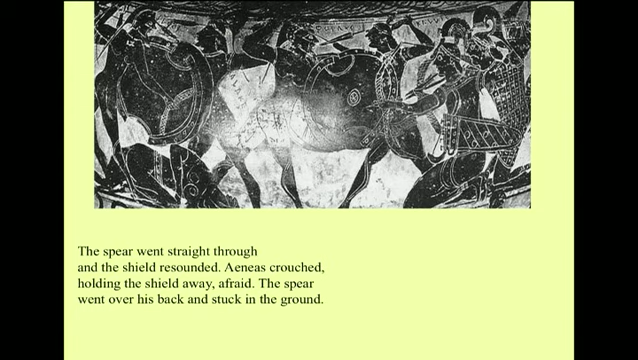 The spear went straight through
and the shield resounded. Aeneas crouched,
holding the shield away, afraid. The spear
went over his back and stuck in the ground.